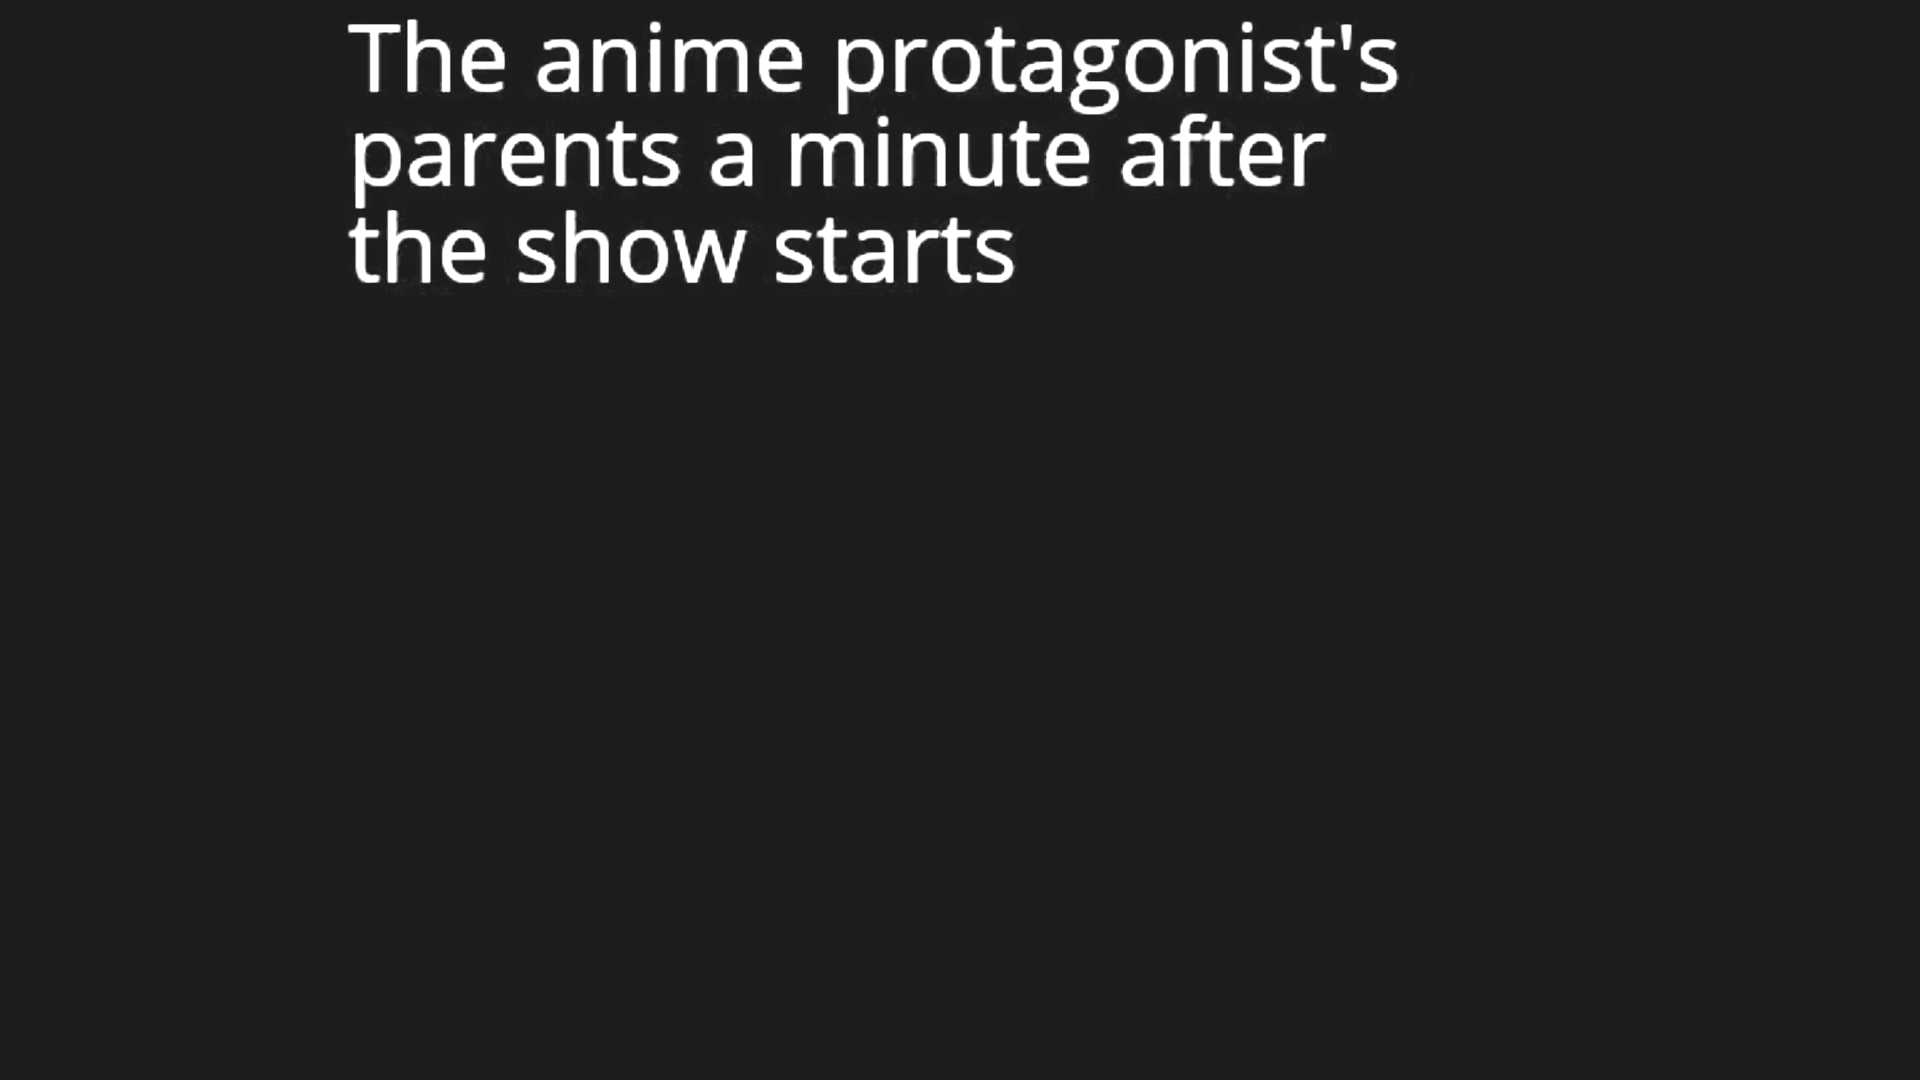 The anime protagonist's
parents a minute after
the show starts